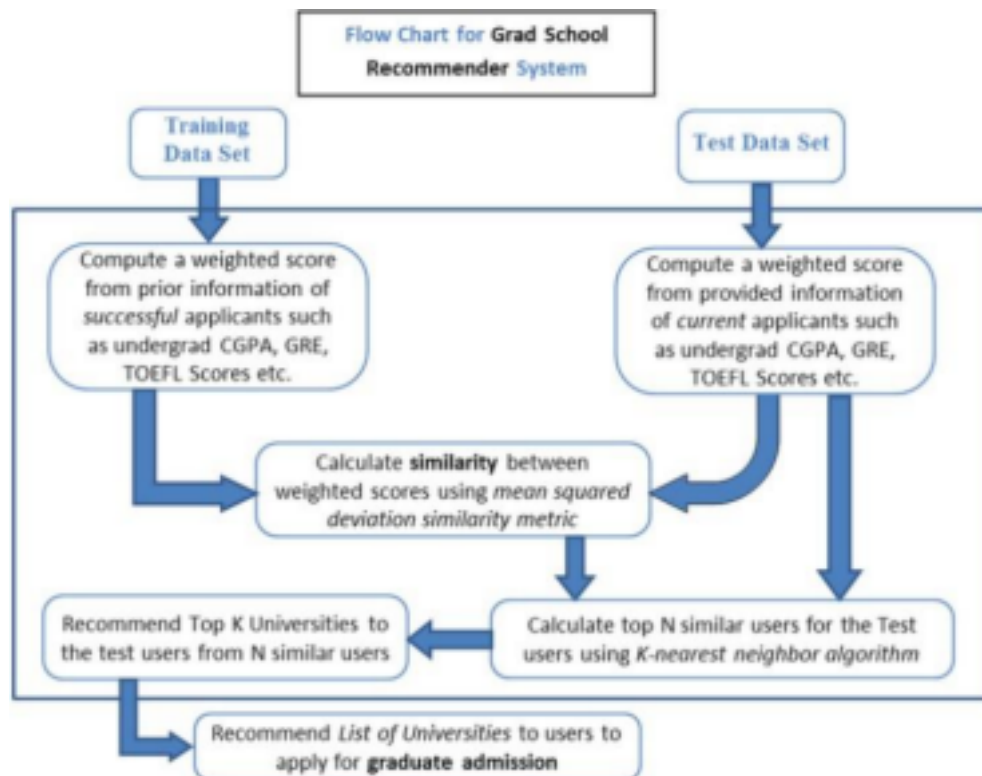 Flow Chart for Grad School
Recommender System
Training
Data Set
Test Data Set
Compute a weighted score
from prior information of
successful applicants such
as undergrad CGPA, GRE,
TOEFL Scores etc.
Compute a weighted score
from provided information
of current applicants such
as undergrad CGPA, GRE,
TOEFL Scores etc.
Calculate similarity between
weighted scores using mean squared
deviation similarity metric
Recommend Top K Universities to
the test users from N similar users
Calculate top N similar users for the Test
users using K-nearest neighbor algorithm
Recommend List of Universities to users to
apply for graduate admission